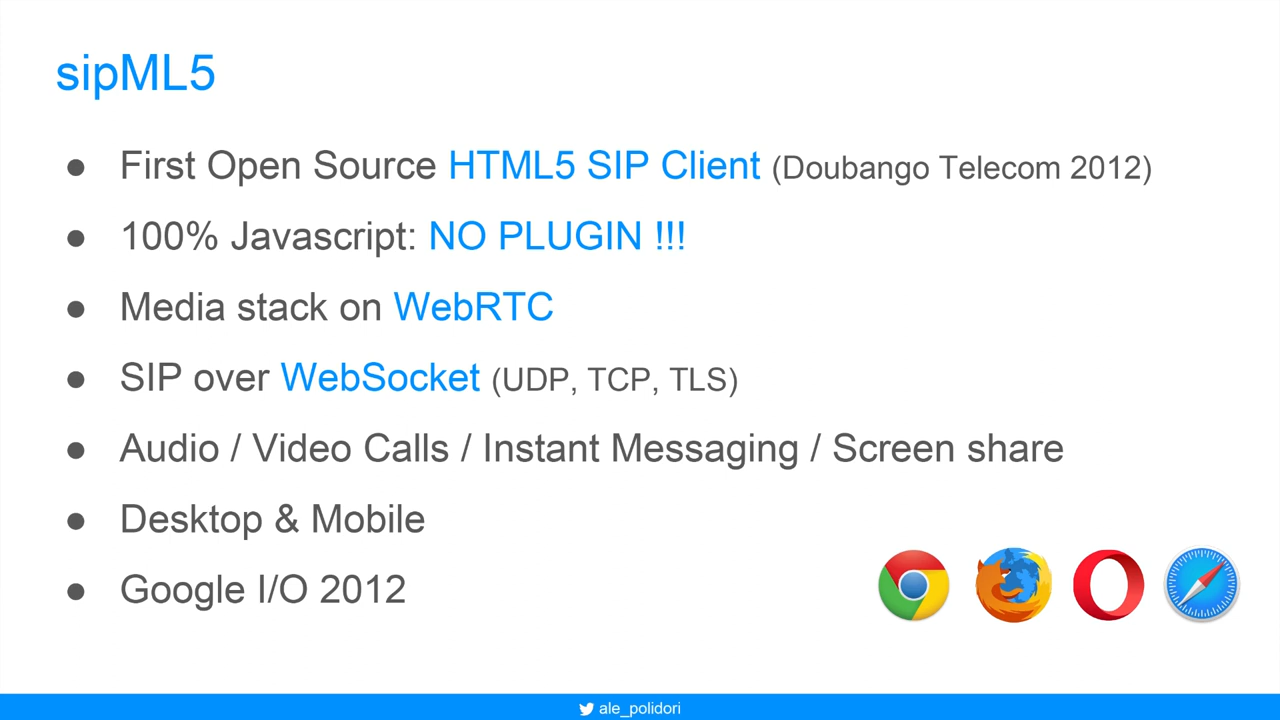 sipML5
● First Open Source HTML5 SIP Client (Doubango Telecom 2012)
● 100% Javascript: NO PLUGIN !!!
● Media stack on WebRTC
● SIP over WebSocket (UDP, TCP, TLS)
● Audio / Video Calls / Instant Messaging / Screen share
● Desktop & Mobile
● Google I/O 2012
ale_polidori